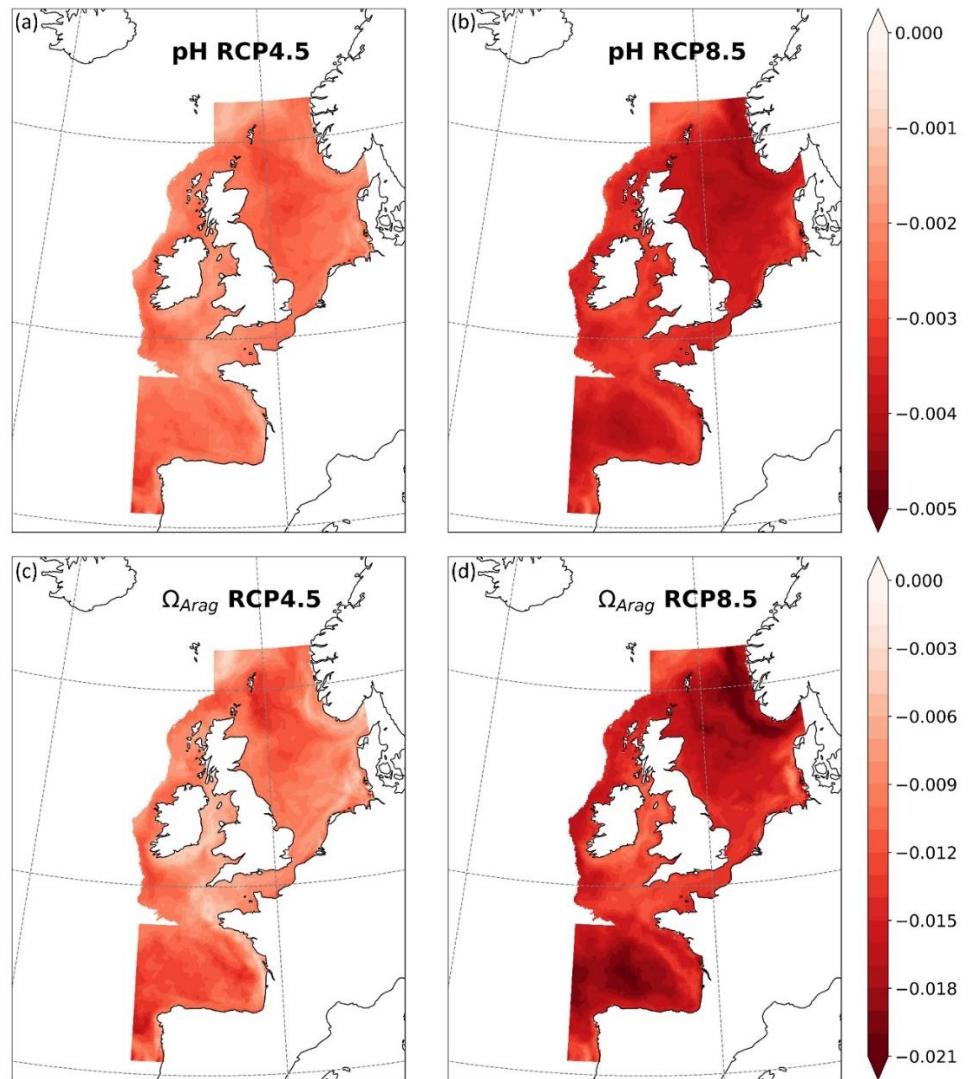 (a)
pH RCP4.5
(b)
pH RCP8.5
0.000
−0.001
−0.002
−0.003
−0.004
−0.005
(c)
Ω_Arag RCP4.5
(d)
Ω_Arag RCP8.5
0.000
−0.003
−0.006
−0.009
−0.012
−0.015
−0.018
−0.021